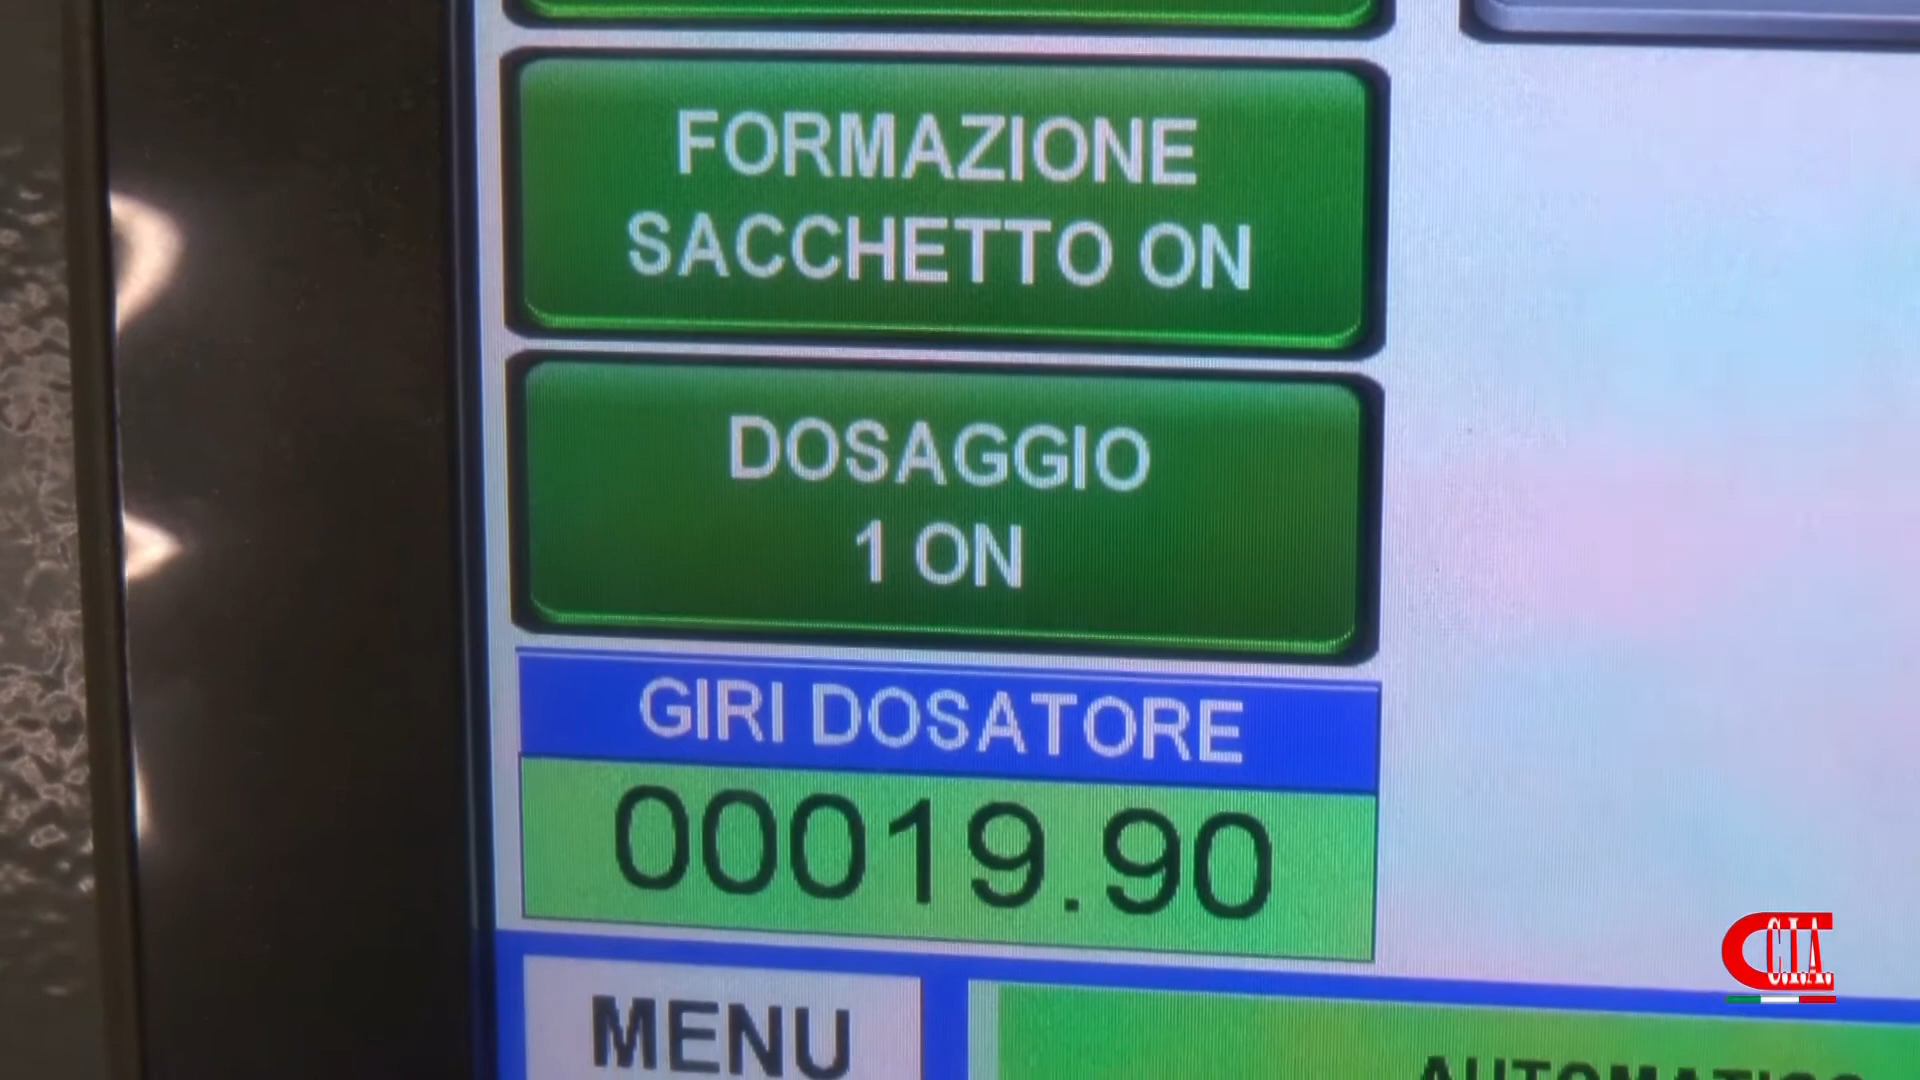 FORMAZIONE
SACCHETTO ON
DOSAGGIO
1 ON
GIRI DOSATORE
00019.90
MENU
AUTOMATICO
C.I.A.